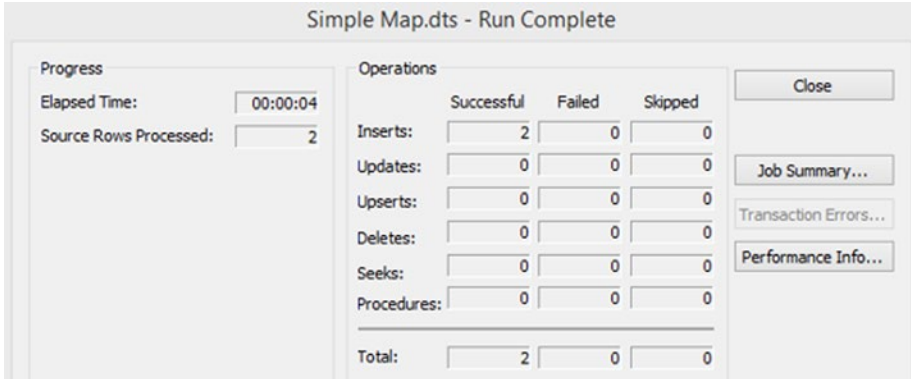 Simple Map.dts - Run Complete
Progress
Elapsed Time: 00:00:04
Source Rows Processed: 2
Operations
Successful Failed Skipped
Inserts: 2 0 0
Updates: 0 0 0
Upserts: 0 0 0
Deletes: 0 0 0
Seeks: 0 0 0
Procedures: 0 0 0
Total: 2 0 0
Close
Job Summary...
Transaction Errors...
Performance Info...